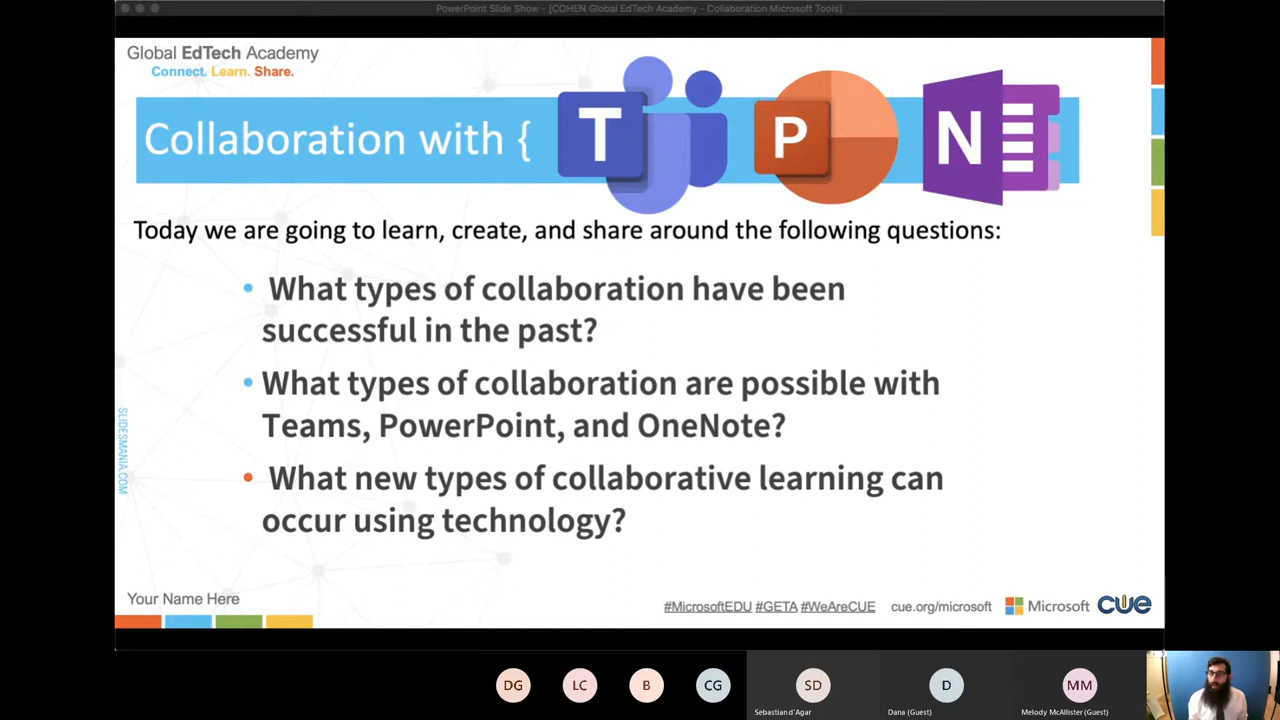 PowerPoint Slide Show - [COHEN Global EdTech Academy - Collaboration Microsoft Tools]
Global EdTech Academy
Connect. Learn. Share.
Collaboration with {
T
P
N
Today we are going to learn, create, and share around the following questions:
• What types of collaboration have been
successful in the past?
• What types of collaboration are possible with
Teams, PowerPoint, and OneNote?
• What new types of collaborative learning can
occur using technology?
SLIDESMANIA.COM
Your Name Here
#MicrosoftEDU #GETA #WeAreCUE
cue.org/microsoft
Microsoft
CUE
DG
LC
B
CG
SD
D
MM
Sebastian d'Agar
Dana (Guest)
Melody McAllister (Guest)